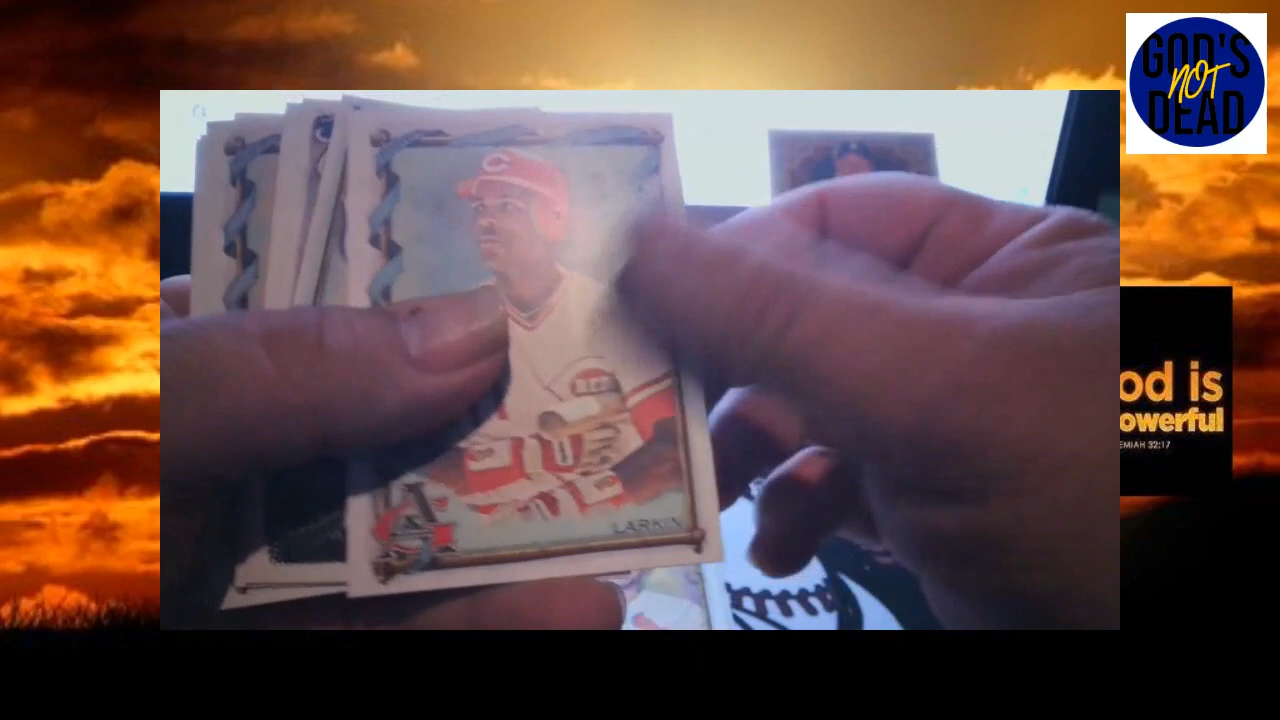 GOD'S
NOT
DEAD
od is
owerful
EMIAH 32:17
C
LARKIN